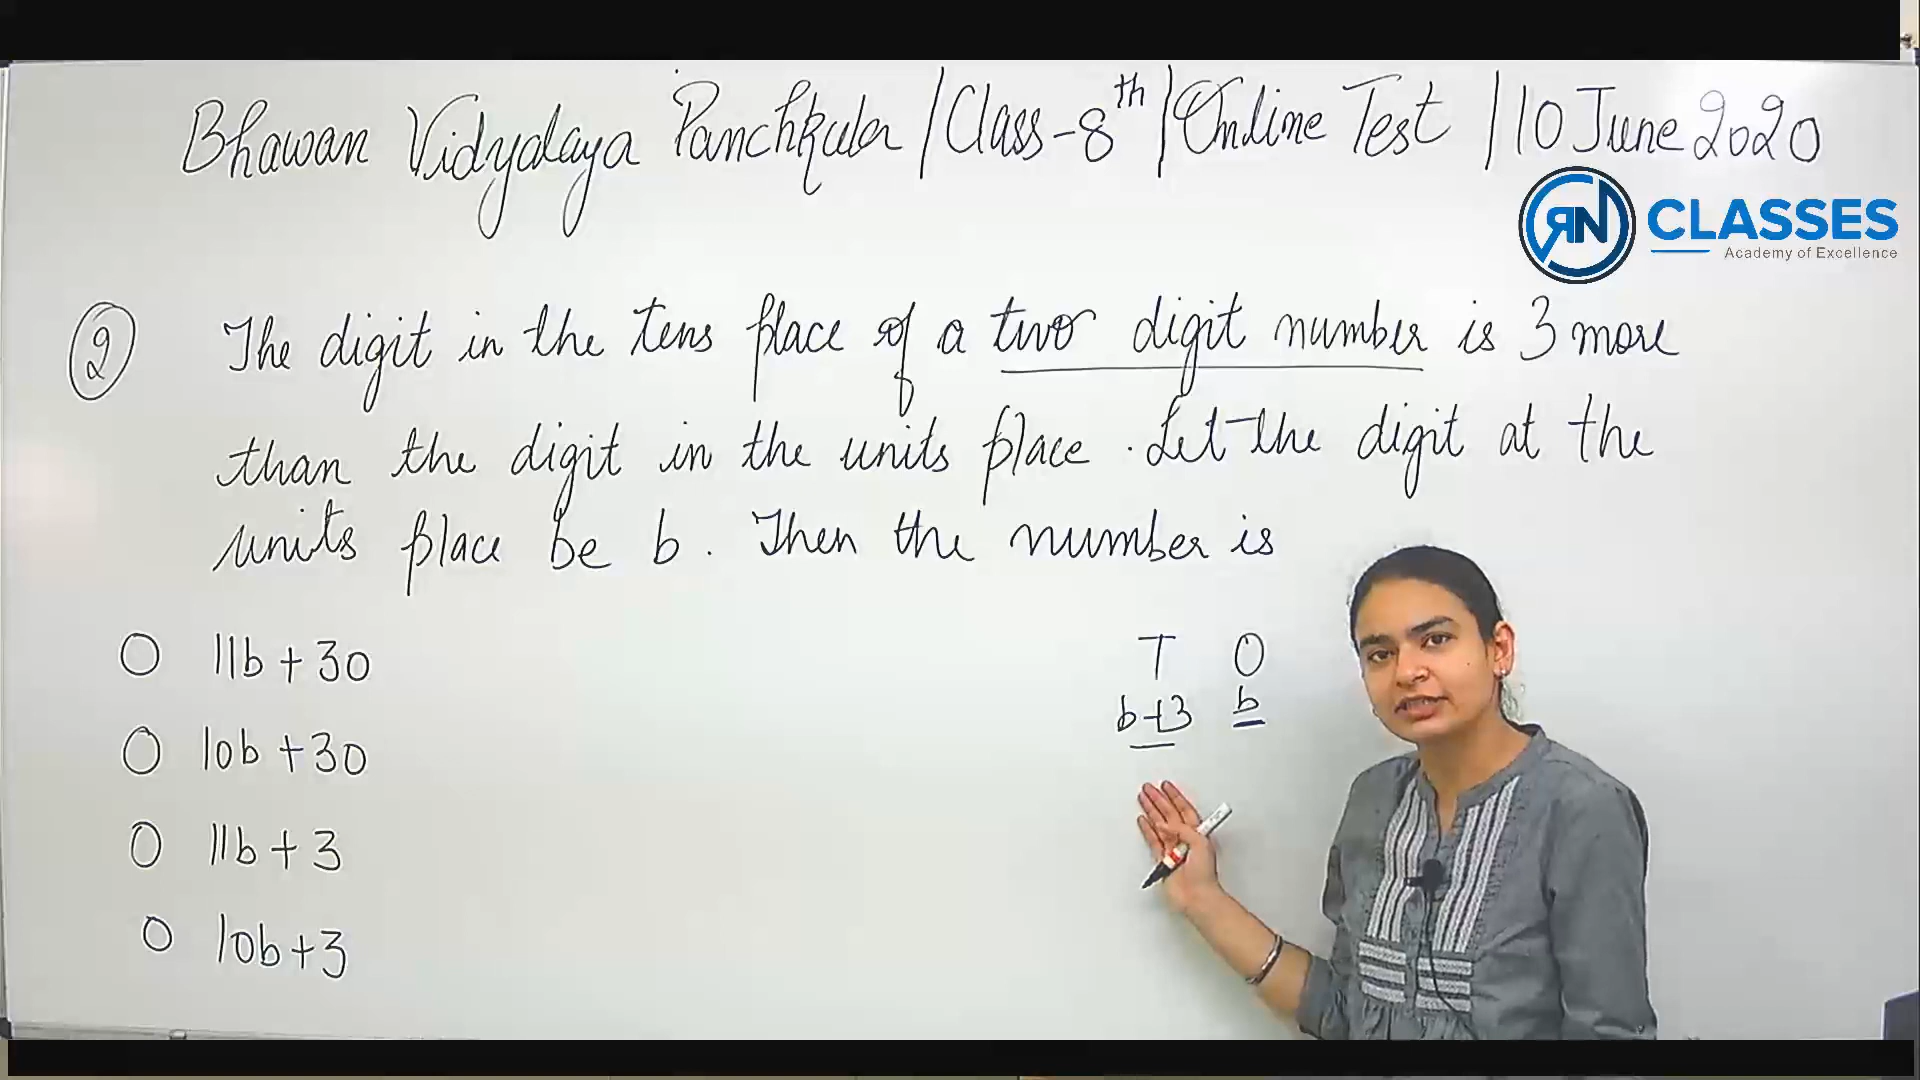 Bhawan Vidyalaya Panchkula / Class-8th / Online Test / 10 June 2020
RN CLASSES
Academy of Excellence
2 The digit in the tens place of a two digit number is 3 more
than the digit in the units place. Let the digit at the
units place be b. Then the number is
11b + 30
10b + 30
11b + 3
10b + 3
T O
b+3 b